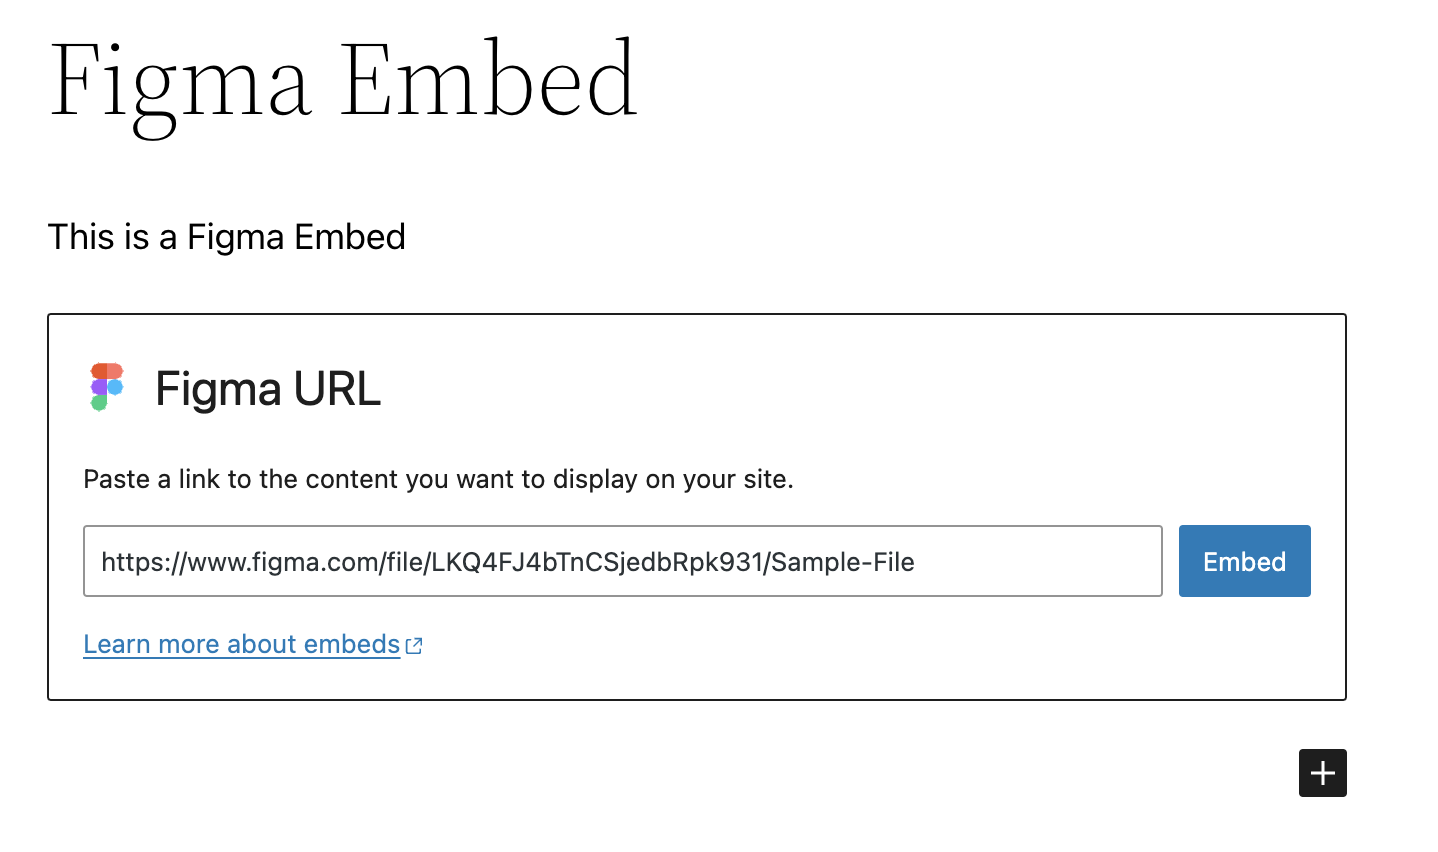 Figma Embed
This is a Figma Embed
Figma URL
Paste a link to the content you want to display on your site.
https://www.figma.com/file/LKQ4FJ4bTnCSjedbRpk931/Sample-File
Embed
Learn more about embeds